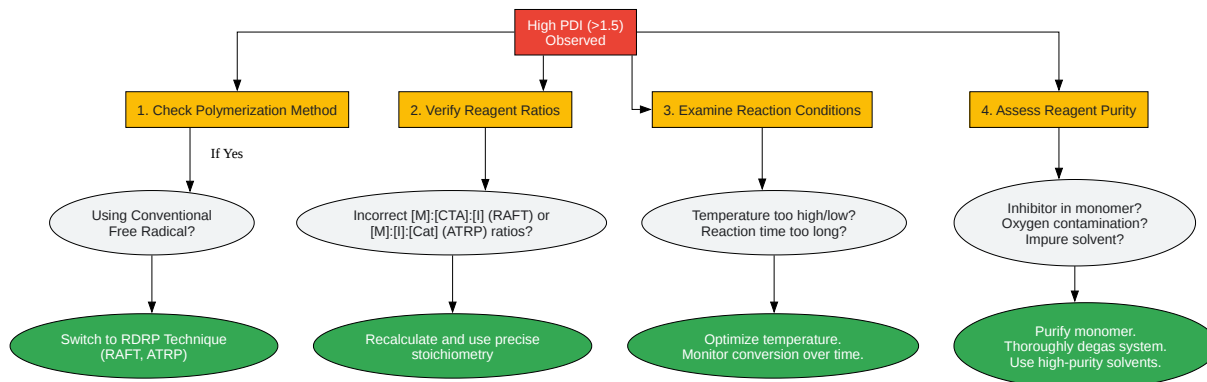 High PDI (>1.5)
Observed
1. Check Polymerization Method
2. Verify Reagent Ratios
3. Examine Reaction Conditions
4. Assess Reagent Purity
If Yes
Using Conventional
Free Radical?
Incorrect [M]:[CTA]:[I] (RAFT) or
[M]:[I]:[Cat] (ATRP) ratios?
Temperature too high/low?
Reaction time too long?
Inhibitor in monomer?
Oxygen contamination?
Impure solvent?
Switch to RDRP Technique
(RAFT, ATRP)
Recalculate and use precise
stoichiometry
Optimize temperature.
Monitor conversion over time.
Purify monomer.
Thoroughly degas system.
Use high-purity solvents.